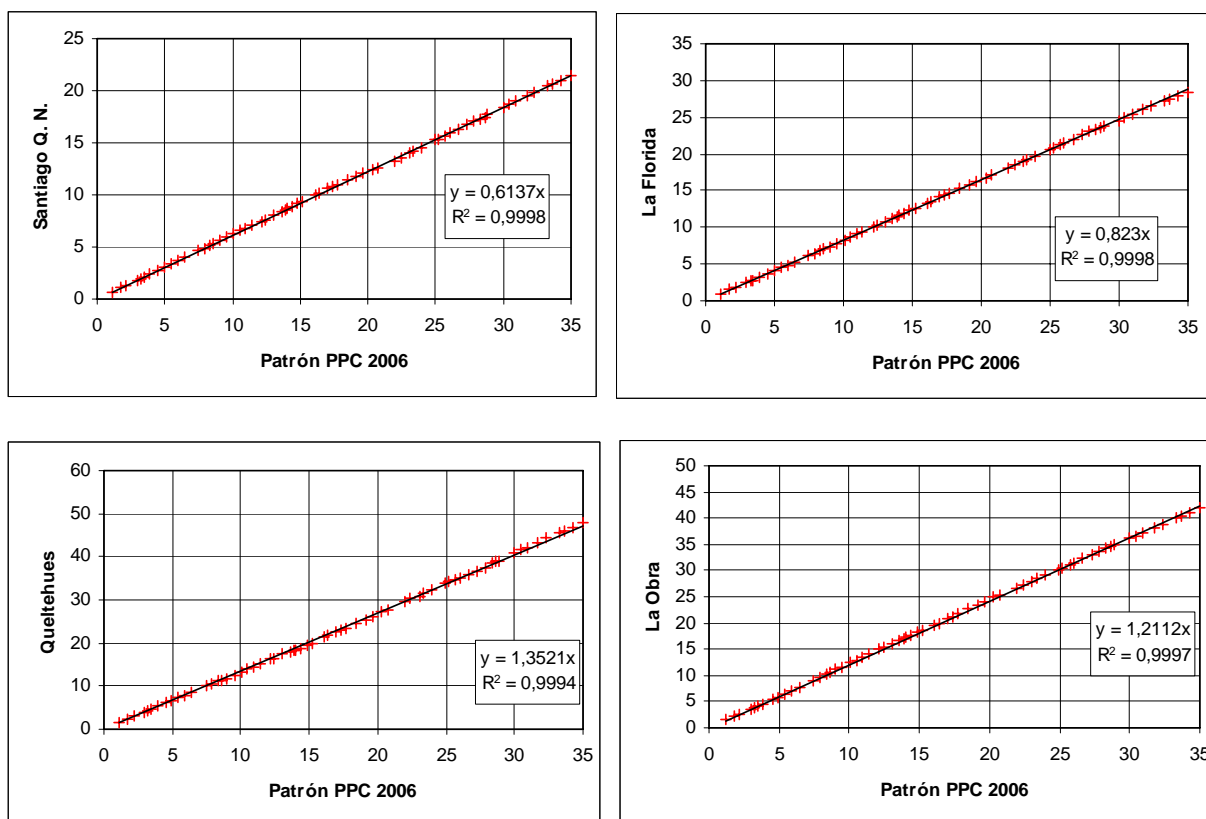 25
20
15
10
5
0
Santiago Q. N.
y = 0,6137x
R² = 0,9998
0 5 10 15 20 25 30 35
Patrón PPC 2006
35
30
25
20
15
10
5
0
La Florida
y = 0,823x
R² = 0,9998
0 5 10 15 20 25 30 35
Patrón PPC 2006
60
50
40
30
20
10
0
Queltehues
y = 1,3521x
R² = 0,9994
0 5 10 15 20 25 30 35
Patrón PPC 2006
50
45
40
35
30
25
20
15
10
5
0
La Obra
y = 1,2112x
R² = 0,9997
0 5 10 15 20 25 30 35
Patrón PPC 2006